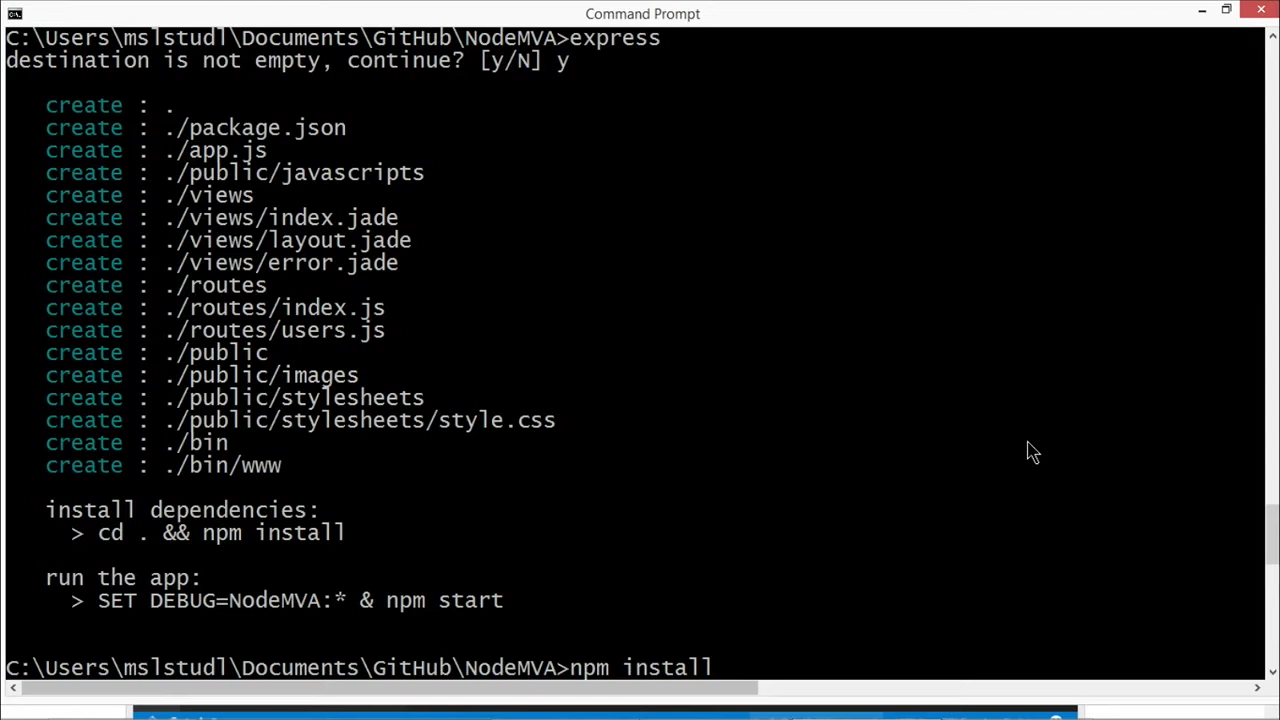 Command Prompt
C:\Users\mslstudl\Documents\GitHub\NodeMVA>express
destination is not empty, continue? [y/N] y
create : .
create : ./package.json
create : ./app.js
create : ./public/javascripts
create : ./views
create : ./views/index.jade
create : ./views/layout.jade
create : ./views/error.jade
create : ./routes
create : ./routes/index.js
create : ./routes/users.js
create : ./public
create : ./public/images
create : ./public/stylesheets
create : ./public/stylesheets/style.css
create : ./bin
create : ./bin/www
install dependencies:
> cd . && npm install
run the app:
> SET DEBUG=NodeMVA:* & npm start
C:\Users\mslstudl\Documents\GitHub\NodeMVA>npm install